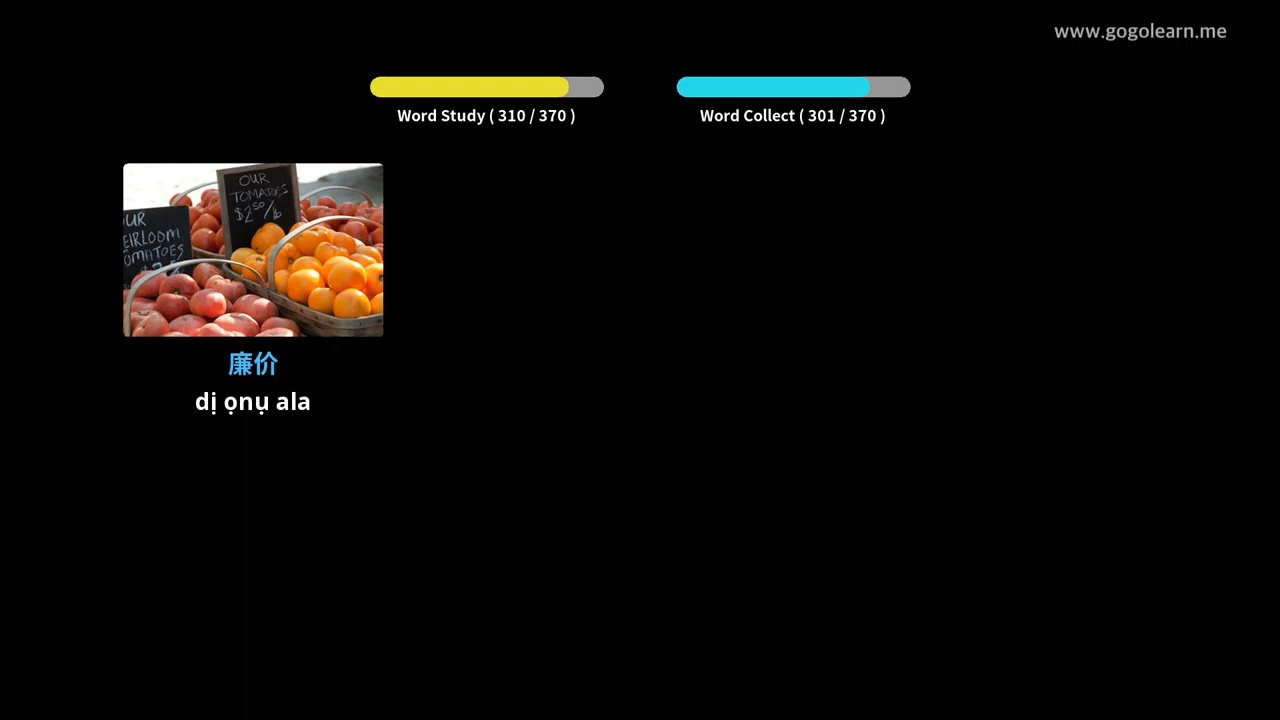 www.gogolearn.me
Word Study ( 310 / 370 )
Word Collect ( 301 / 370 )
OUR
TOMATOES
$2.50/lb
UR
EIRLOOM
OMATOES
廉价
dị ọnụ ala